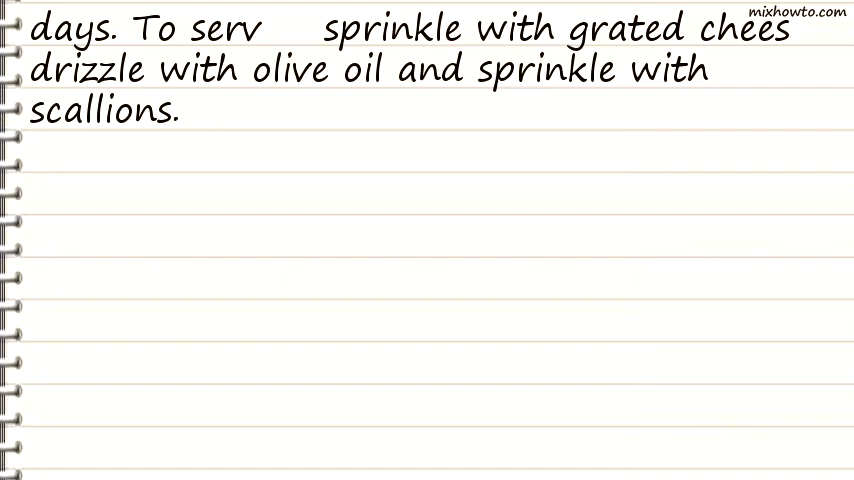 mixhowto.com
days. To serv sprinkle with grated chees
drizzle with olive oil and sprinkle with
scallions.